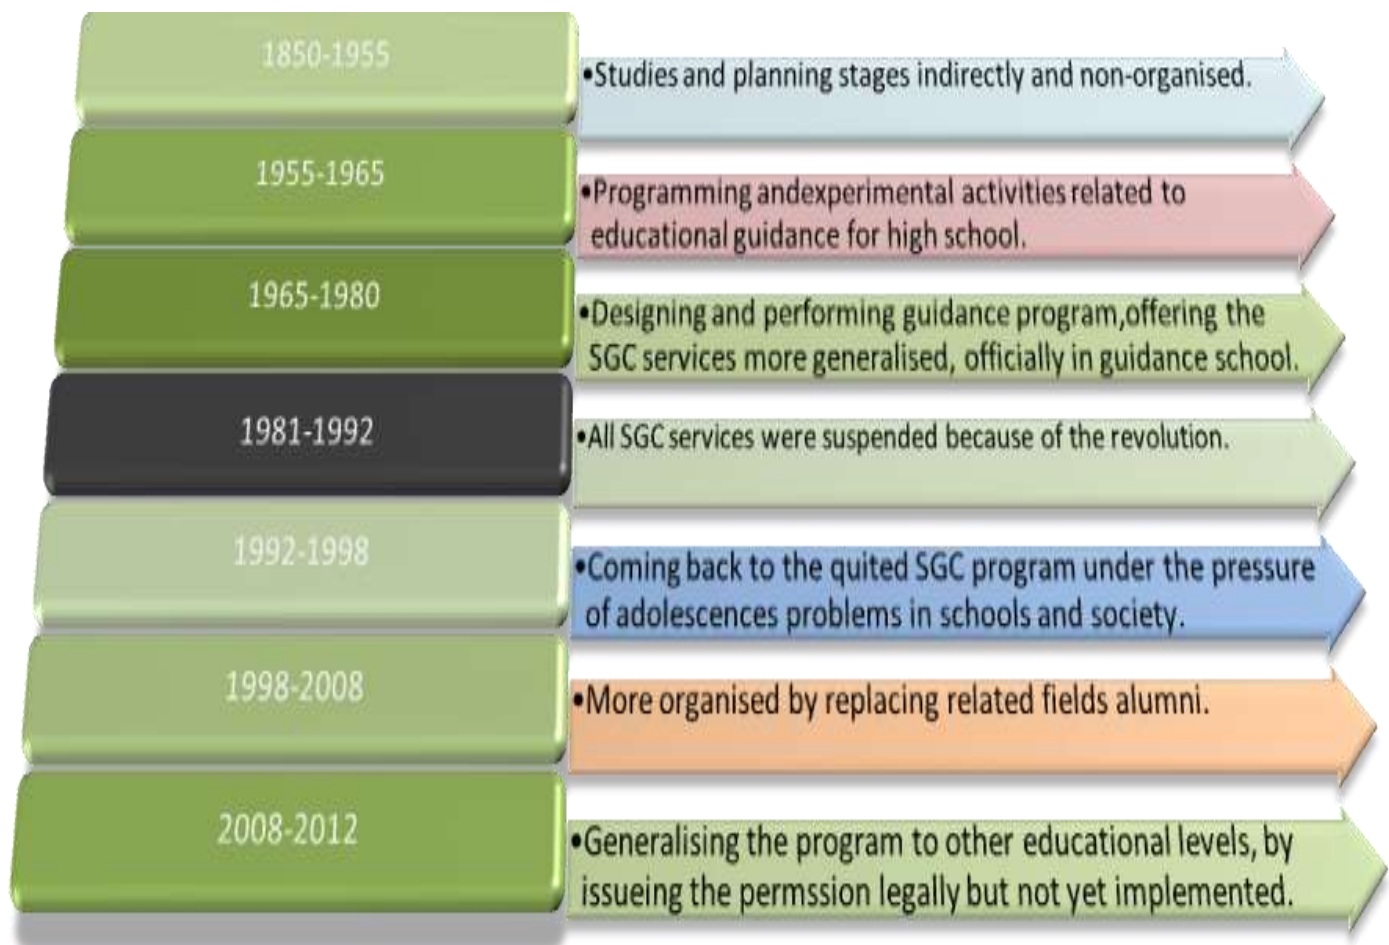 1850-1955
•Studies and planning stages indirectly and non-organised.
1955-1965
•Programming andexperimental activities related to
educational guidance for high school.
1965-1980
•Designing and performing guidance program,offering the
SGC services more generalised, officially in guidance school.
1981-1992
•All SGC services were suspended because of the revolution.
1992-1998
•Coming back to the quited SGC program under the pressure
of adolescences problems in schools and society.
1998-2008
•More organised by replacing related fields alumni.
2008-2012
•Generalising the program to other educational levels, by
issueing the permssion legally but not yet implemented.